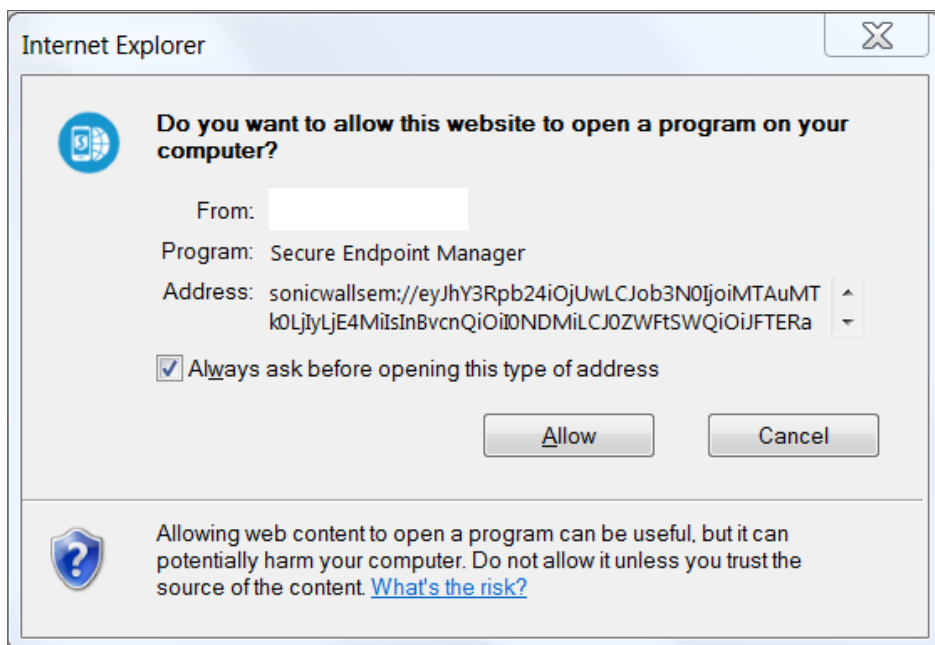 Internet Explorer
Do you want to allow this website to open a program on your
computer?
From:
Program: Secure Endpoint Manager
Address: sonicwallsem://eyJhY3Rpb24iOjUwLCJob3N0IjoiMTAuMT
k0LjIyLjE4MiIsInBvcnQiOiI0NDMiLCJ0ZWFtSWQiOiJFTERa
Always ask before opening this type of address
Allow Cancel
Allowing web content to open a program can be useful, but it can
potentially harm your computer. Do not allow it unless you trust the
source of the content. What's the risk?